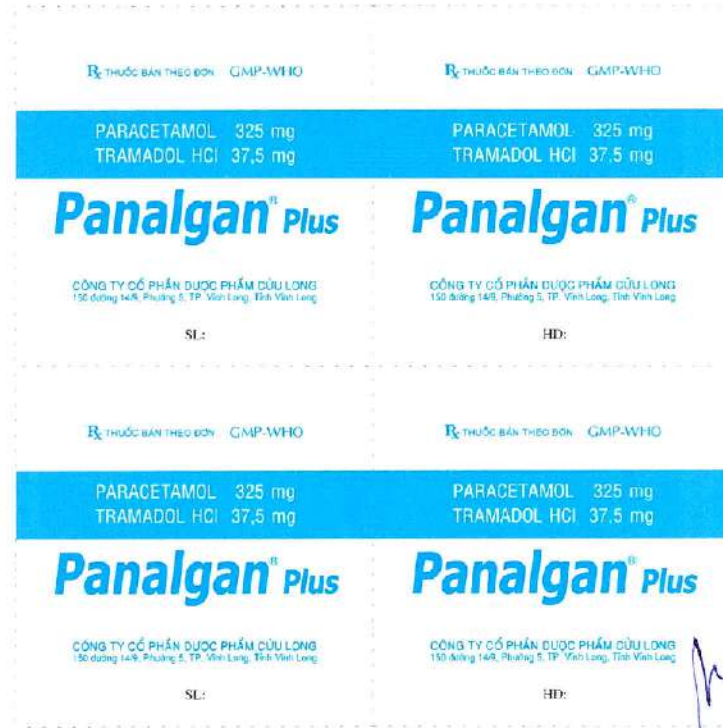 Rx THUỐC BÁN THEO ĐƠN GMP-WHO
PARACETAMOL 325 mg
TRAMADOL HCl 37,5 mg
Panalgan® Plus
CÔNG TY CỔ PHẦN DƯỢC PHẨM CỬU LONG
150 đường 14/9, Phường 5, TP. Vĩnh Long, Tỉnh Vĩnh Long
SL:
Rx THUỐC BÁN THEO ĐƠN GMP-WHO
PARACETAMOL 325 mg
TRAMADOL HCl 37,5 mg
Panalgan® Plus
CÔNG TY CỔ PHẦN DƯỢC PHẨM CỬU LONG
150 đường 14/9, Phường 5, TP. Vĩnh Long, Tỉnh Vĩnh Long
HD:
Rx THUỐC BÁN THEO ĐƠN GMP-WHO
PARACETAMOL 325 mg
TRAMADOL HCl 37,5 mg
Panalgan® Plus
CÔNG TY CỔ PHẦN DƯỢC PHẨM CỬU LONG
150 đường 14/9, Phường 5, TP. Vĩnh Long, Tỉnh Vĩnh Long
SL:
Rx THUỐC BÁN THEO ĐƠN GMP-WHO
PARACETAMOL 325 mg
TRAMADOL HCl 37,5 mg
Panalgan® Plus
CÔNG TY CỔ PHẦN DƯỢC PHẨM CỬU LONG
150 đường 14/9, Phường 5, TP. Vĩnh Long, Tỉnh Vĩnh Long
HD: